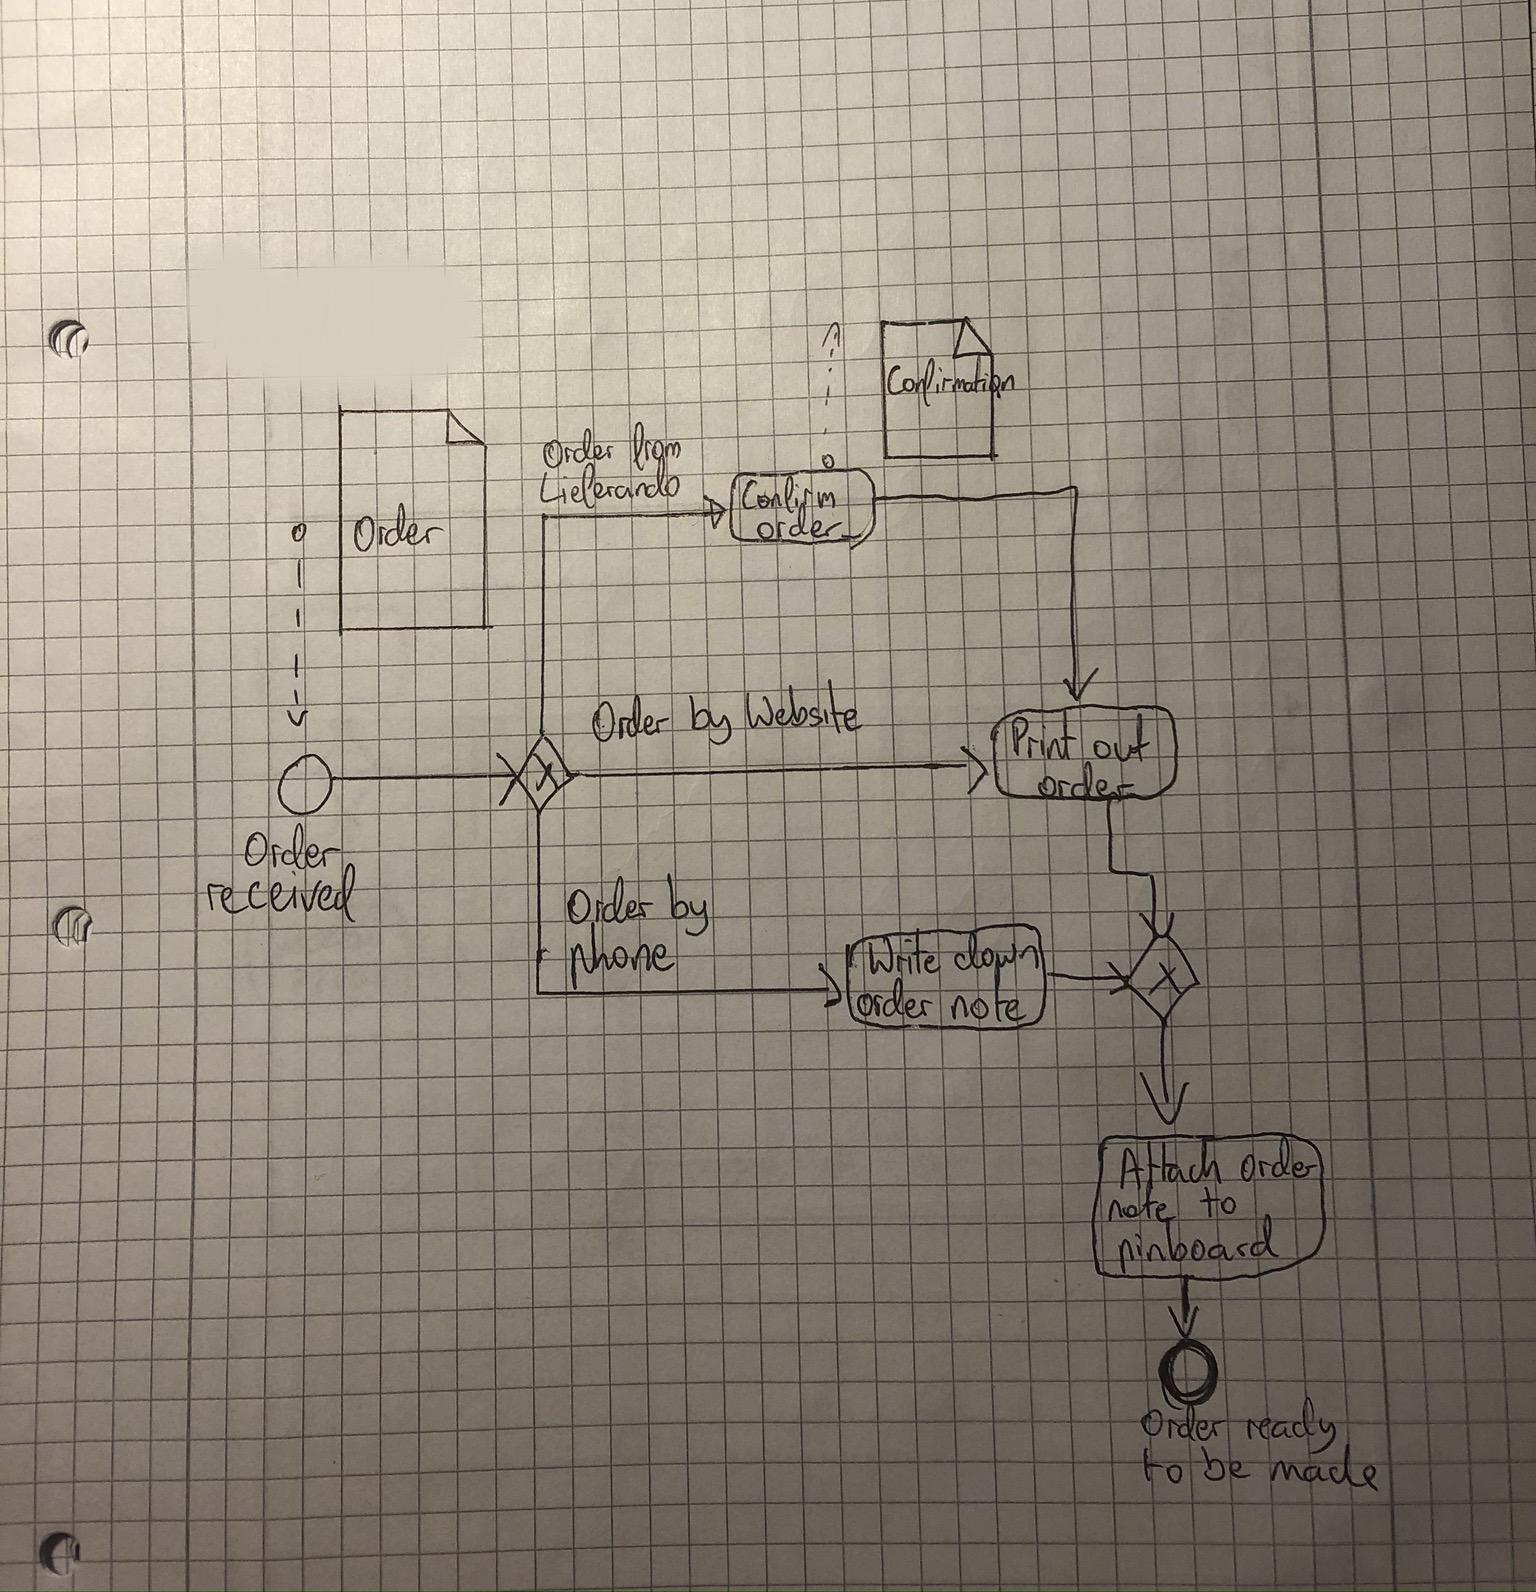 Confirmation
Order from
Lieferando
Confirm
order
Order
Order by Website
Print out
order
X
Order
received
Order by
phone
Write down
order note
X
Attach order
note to
pinboard
Order ready
to be made